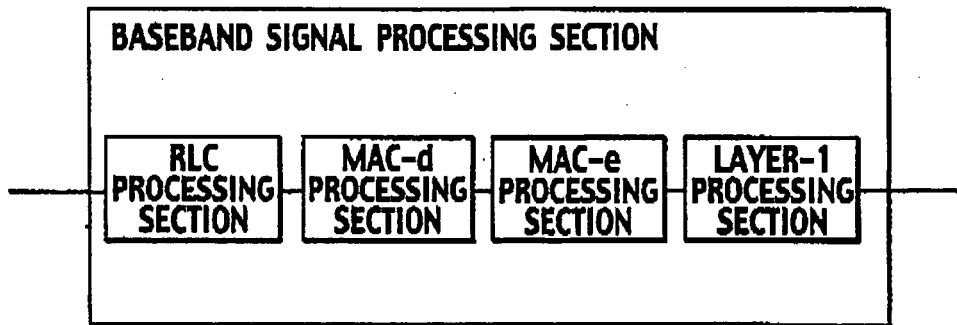 BASEBAND SIGNAL PROCESSING SECTION
RLC
PROCESSING
SECTION
MAC-d
PROCESSING
SECTION
MAC-e
PROCESSING
SECTION
LAYER-1
PROCESSING
SECTION